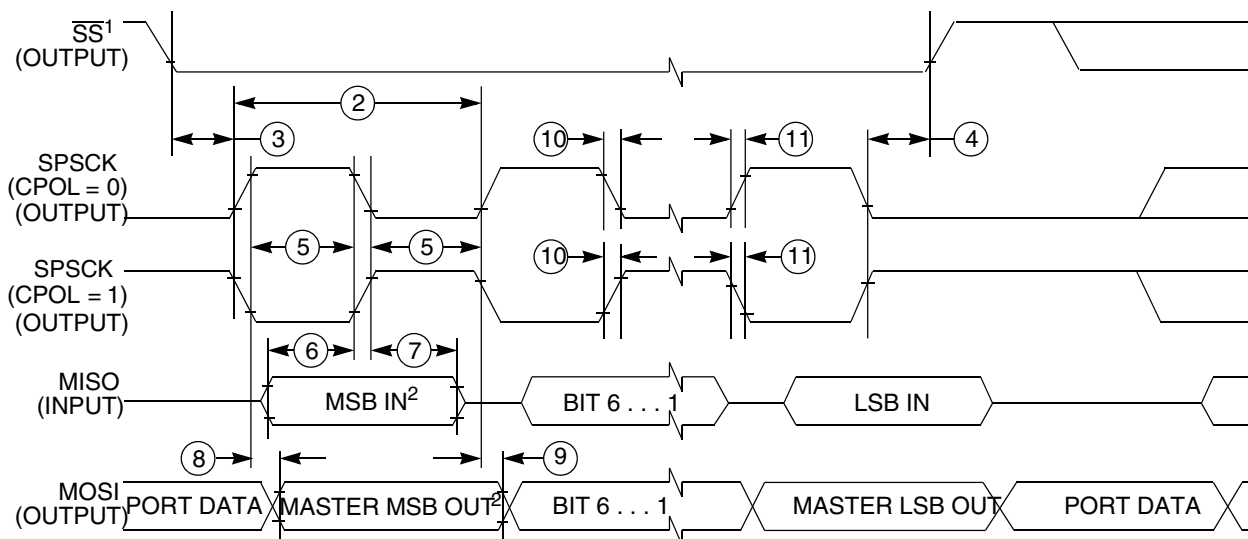 SS¹
(OUTPUT)
2
3
10
11
4
SPSCK
(CPOL = 0)
(OUTPUT)
5
5
10
11
SPSCK
(CPOL = 1)
(OUTPUT)
6
7
MISO
(INPUT)
MSB IN²
BIT 6 . . . 1
LSB IN
8
9
MOSI
(OUTPUT)
PORT DATA
MASTER MSB OUT²
BIT 6 . . . 1
MASTER LSB OUT
PORT DATA